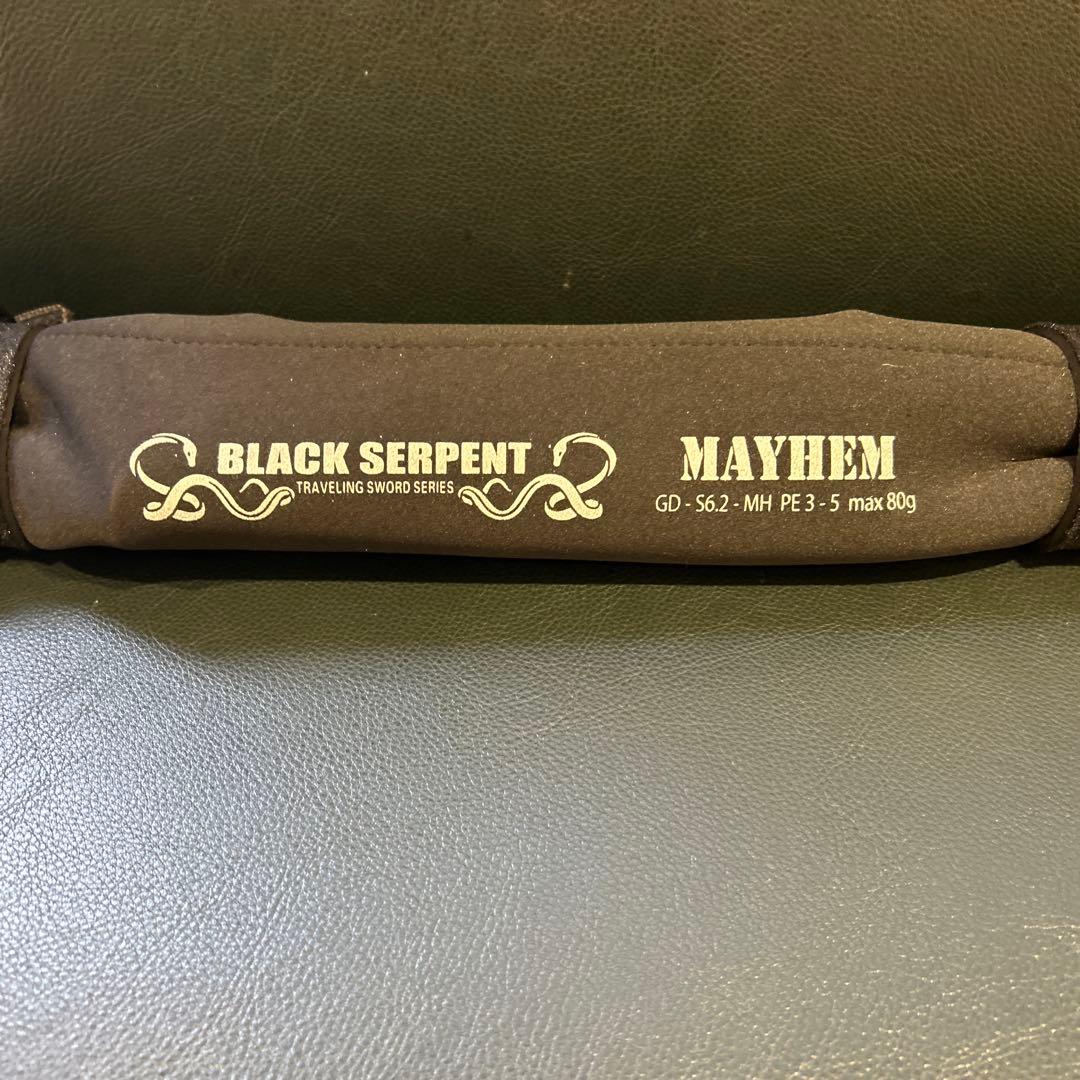 BLACK SERPENT
TRAVELING SWORD SERIES
MAYHEM
GD - S6.2 - MH PE 3 - 5 max 80g